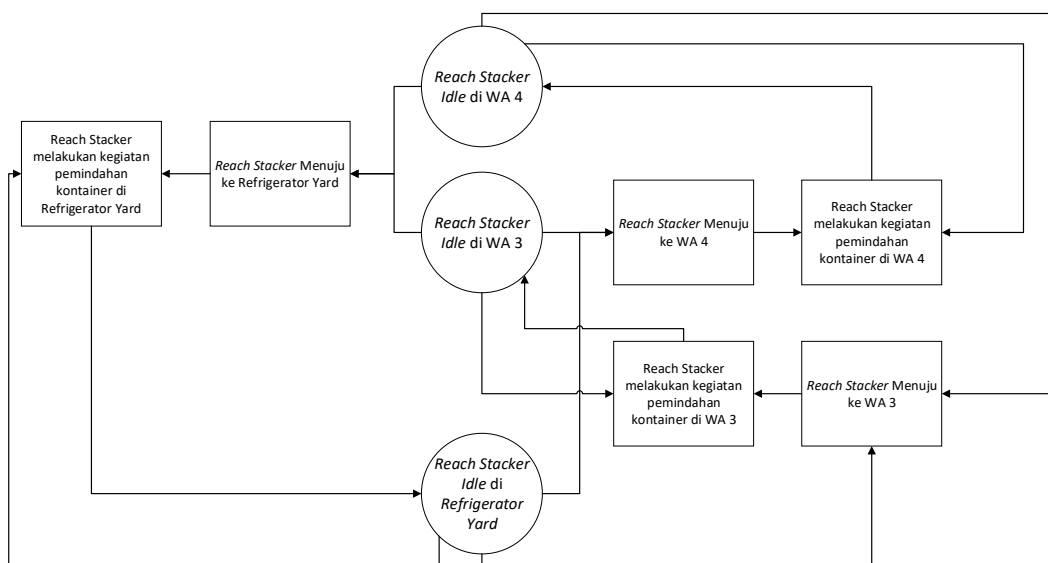 Reach Stacker
Idle di WA 4
Reach Stacker
melakukan kegiatan
pemindahan
kontainer di
Refrigerator Yard
Reach Stacker Menuju
ke Refrigerator Yard
Reach Stacker
Idle di WA 3
Reach Stacker Menuju
ke WA 4
Reach Stacker
melakukan kegiatan
pemindahan
kontainer di WA 4
Reach Stacker
melakukan kegiatan
pemindahan
kontainer di WA 3
Reach Stacker Menuju
ke WA 3
Reach Stacker
Idle di
Refrigerator
Yard